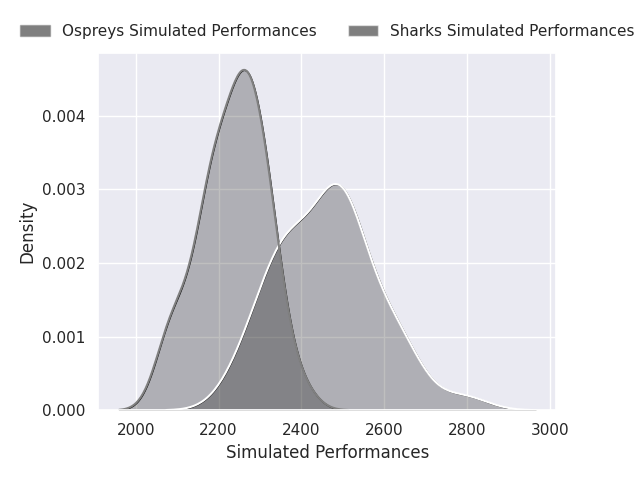 Ospreys Simulated Performances Sharks Simulated Performances
0.004
0.003
0.002
0.001
0.000
Density
2000 2200 2400 2600 2800 3000
Simulated Performances